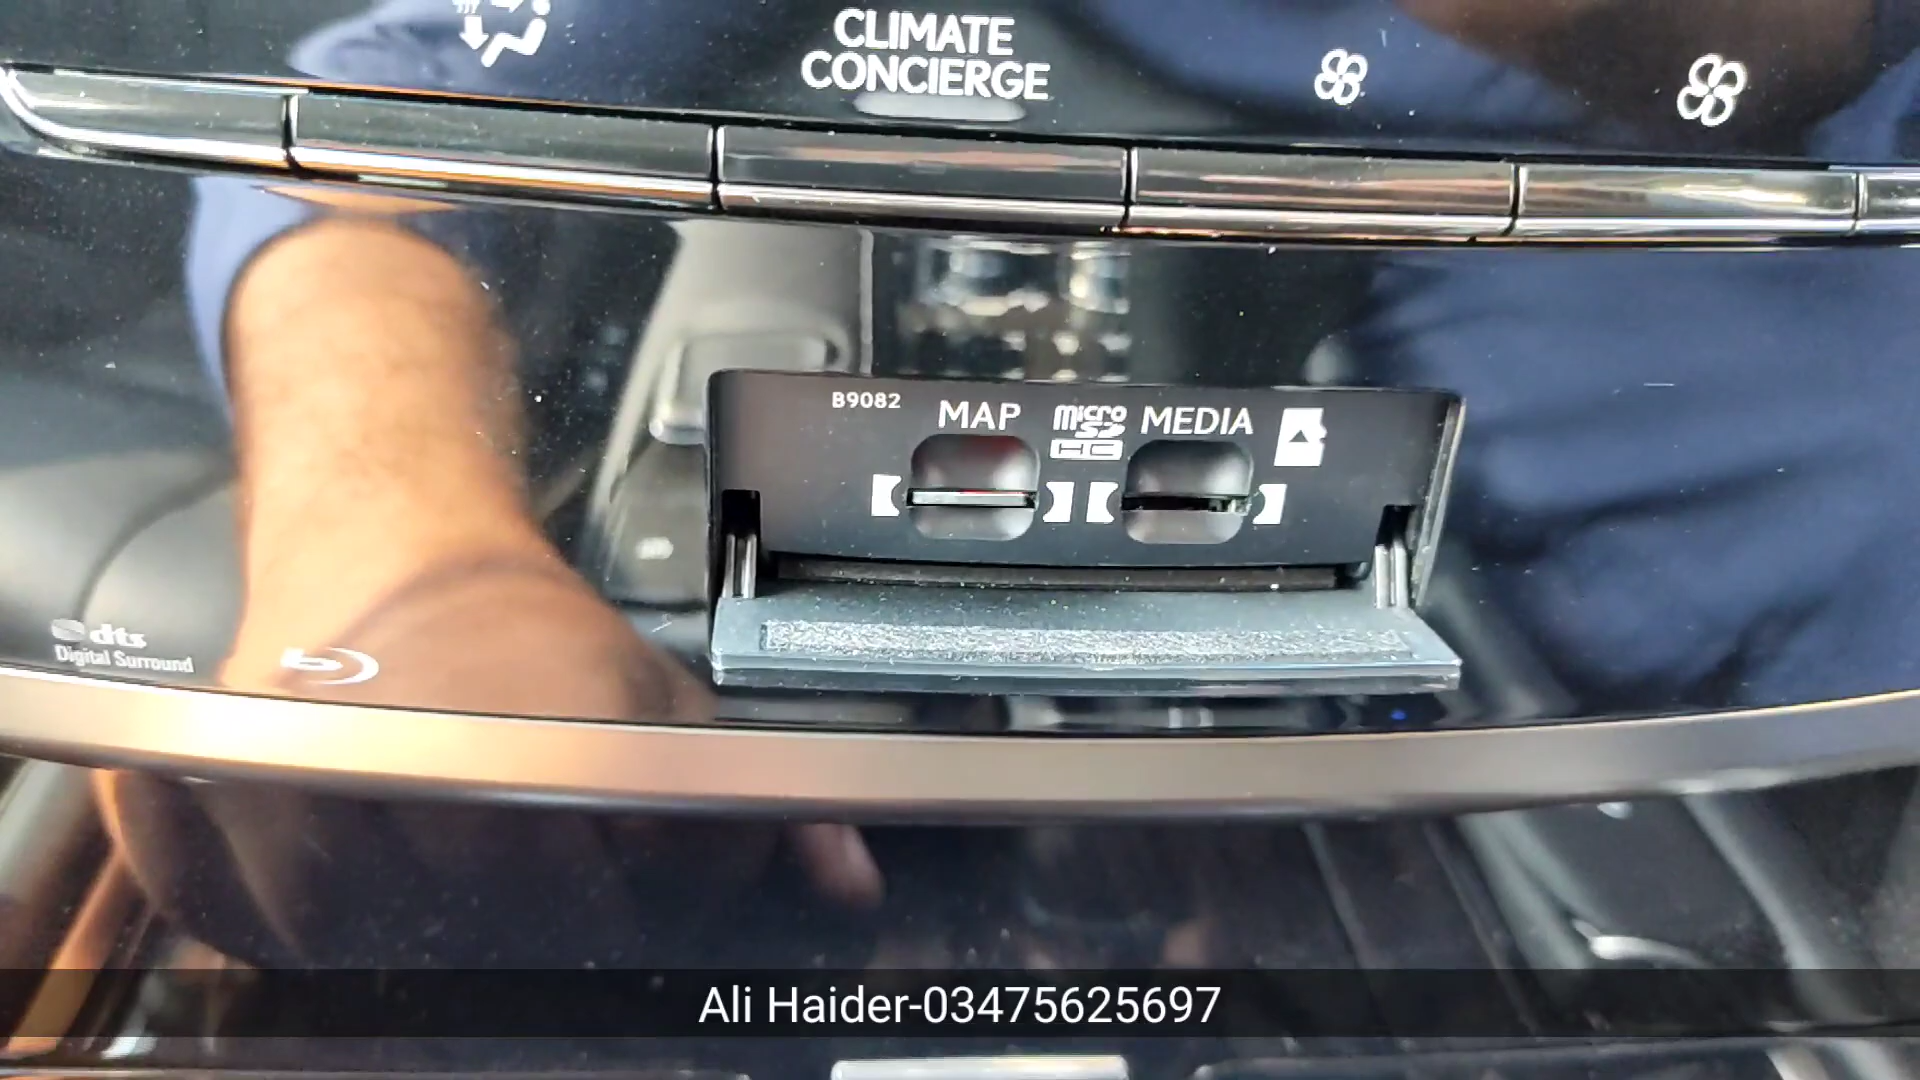 CLIMATE
CONCIERGE
B9082
MAP
micro
SD
HC
MEDIA
dts
Digital Surround
Ali Haider-03475625697